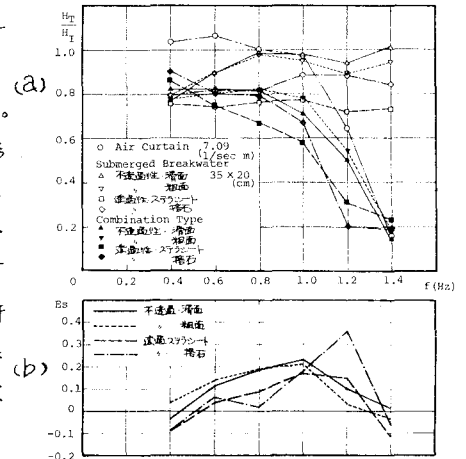 H_T
H_I
1.0
0.8
0.6
0.4
0.2
(a)
○ Air Curtain (7.09 l/sec m)
Submerged Breakwater
△ 不透過性・滑面 35×20
▽ 〃 粗面 (cm)
□ 透過性・ステラシート
◇ 〃 捨石
Combination Type
▲ 不透過性・滑面
▼ 〃 粗面
■ 透過性・ステラシート
◆ 〃 捨石
0 0.2 0.4 0.6 0.8 1.0 1.2 1.4
f(Hz)
Es
0.4
0.3
0.2
0.1
0
-0.1
-0.2
(b)
不透過・滑面
〃 粗面
透過・ステラシート
〃 捨石